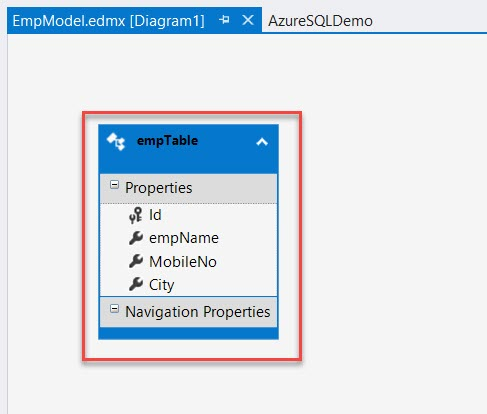 EmpModel.edmx [Diagram1] AzureSQLDemo
empTable
Properties
Id
empName
MobileNo
City
Navigation Properties